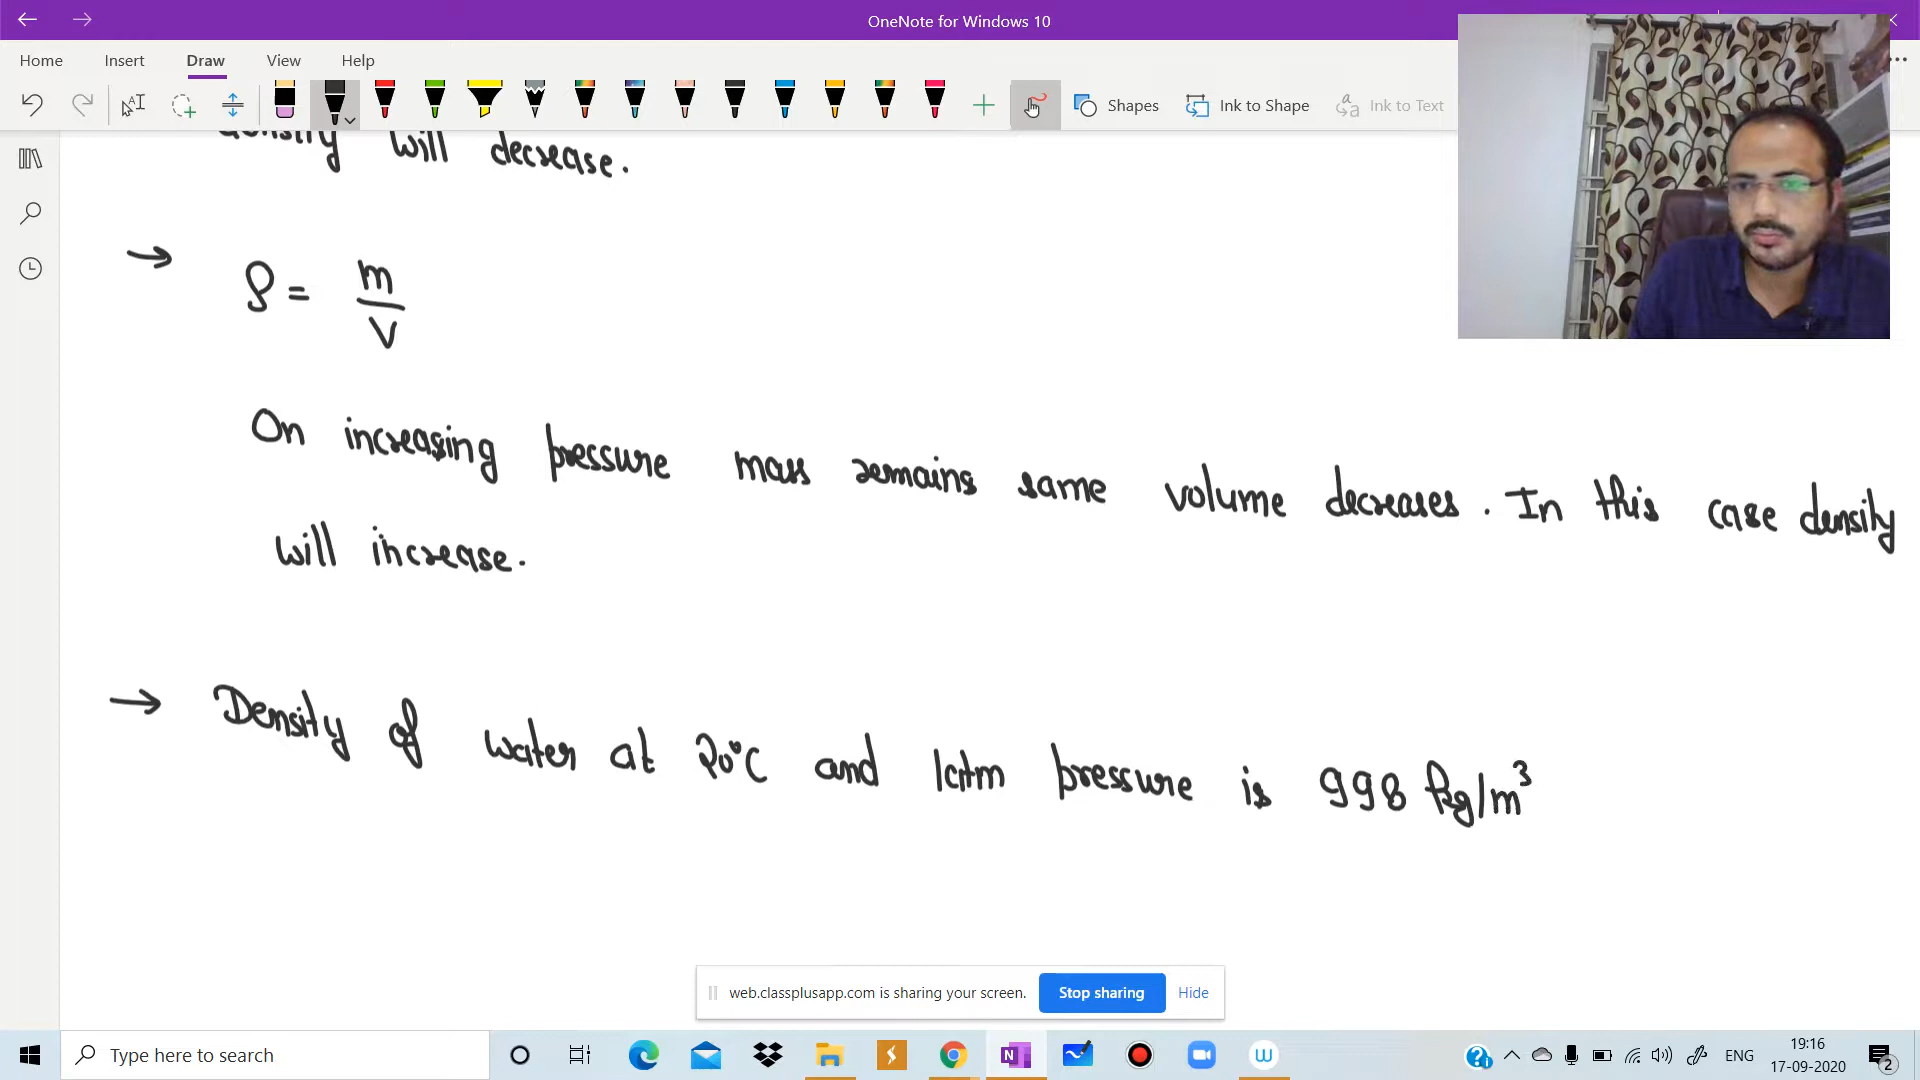 OneNote for Windows 10
Home Insert Draw View Help
Shapes Ink to Shape Ink to Text
density will decrease.
→ ρ = m
V
On increasing pressure mass remains same volume decreases. In this case density
will increase.
→ Density of water at 20°C and 1atm pressure is 998 kg/m³
web.classplusapp.com is sharing your screen. Stop sharing Hide
Type here to search
ENG
19:16
17-09-2020
2